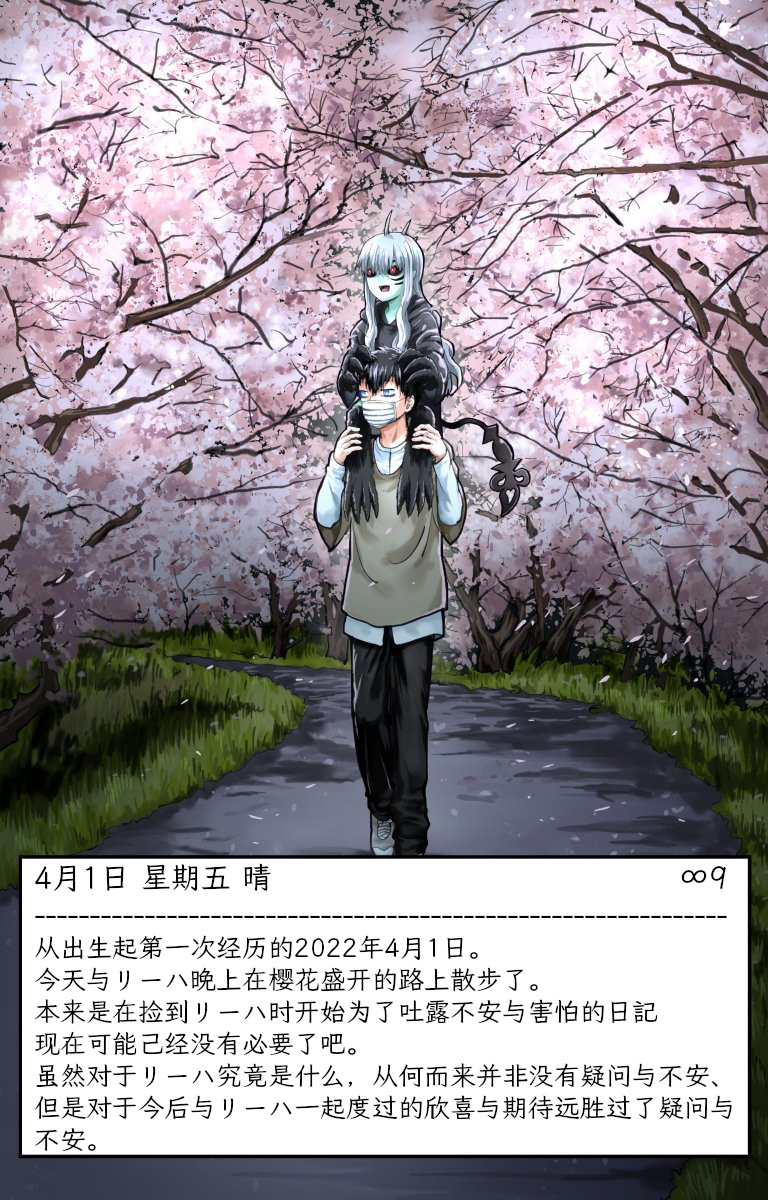 4月1日 星期五 晴 ∞9
从出生起第一次经历的2022年4月1日。
今天与リーハ晚上在樱花盛开的路上散步了。
本来是在捡到リーハ时开始为了吐露不安与害怕的日記
现在可能己经没有必要了吧。
虽然对于リーハ究竟是什么，从何而来并非没有疑问与不安、
但是对于今后与リーハ一起度过的欣喜与期待远胜过了疑问与
不安。